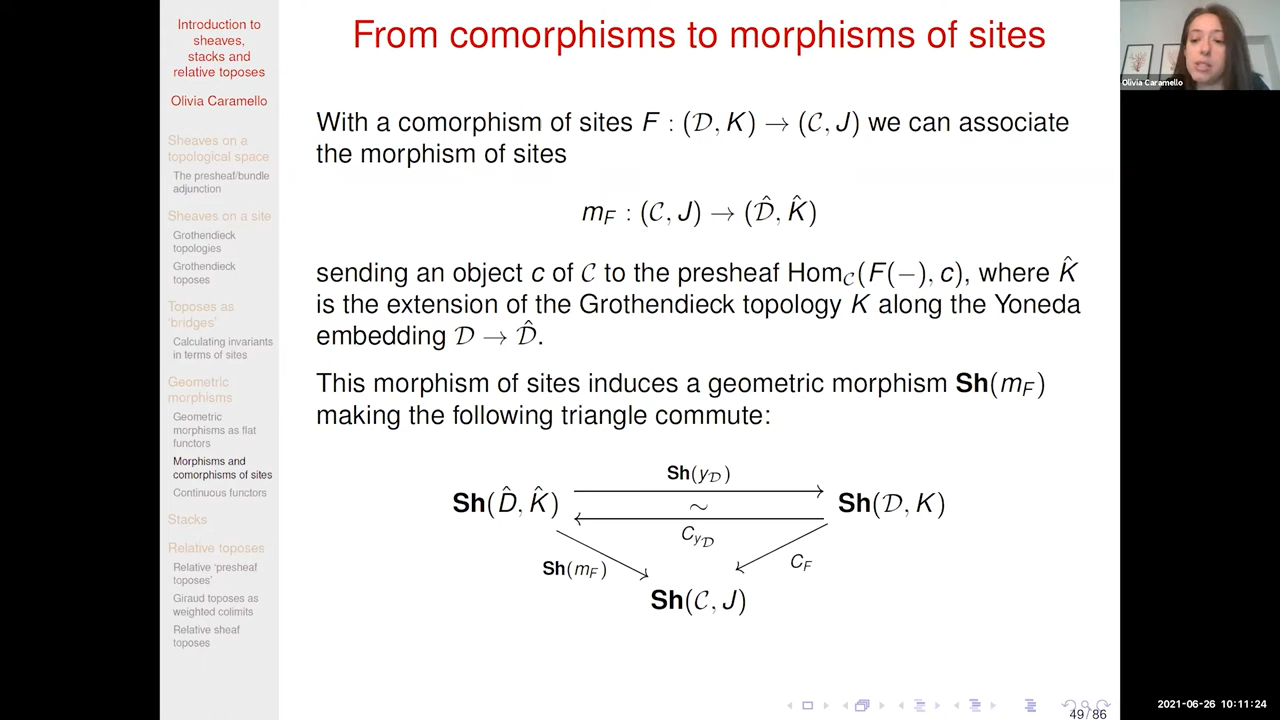 Introduction to
sheaves,
stacks and
relative toposes
Olivia Caramello
Sheaves on a
topological space
The presheaf/bundle
adjunction
Sheaves on a site
Grothendieck
topologies
Grothendieck
toposes
Toposes as
‘bridges’
Calculating invariants
in terms of sites
Geometric
morphisms
Geometric
morphisms as flat
functors
Morphisms and
comorphisms of sites
Continuous functors
Stacks
Relative toposes
Relative ‘presheaf
toposes’
Giraud toposes as
weighted colimits
Relative sheaf
toposes
From comorphisms to morphisms of sites
With a comorphism of sites F : (𝒟, K) → (𝒞, J) we can associate
the morphism of sites
m_F : (𝒞, J) → (𝒟̂, K̂)
sending an object c of 𝒞 to the presheaf Hom_𝒞(F(−), c), where K̂
is the extension of the Grothendieck topology K along the Yoneda
embedding 𝒟 → 𝒟̂.
This morphism of sites induces a geometric morphism Sh(m_F)
making the following triangle commute:
Sh(y_𝒟)
Sh(D̂, K̂) ∼ Sh(𝒟, K)
C_{y_𝒟}
Sh(m_F) C_F
Sh(𝒞, J)
49 / 86
Olivia Caramello
2021-06-26 10:11:24